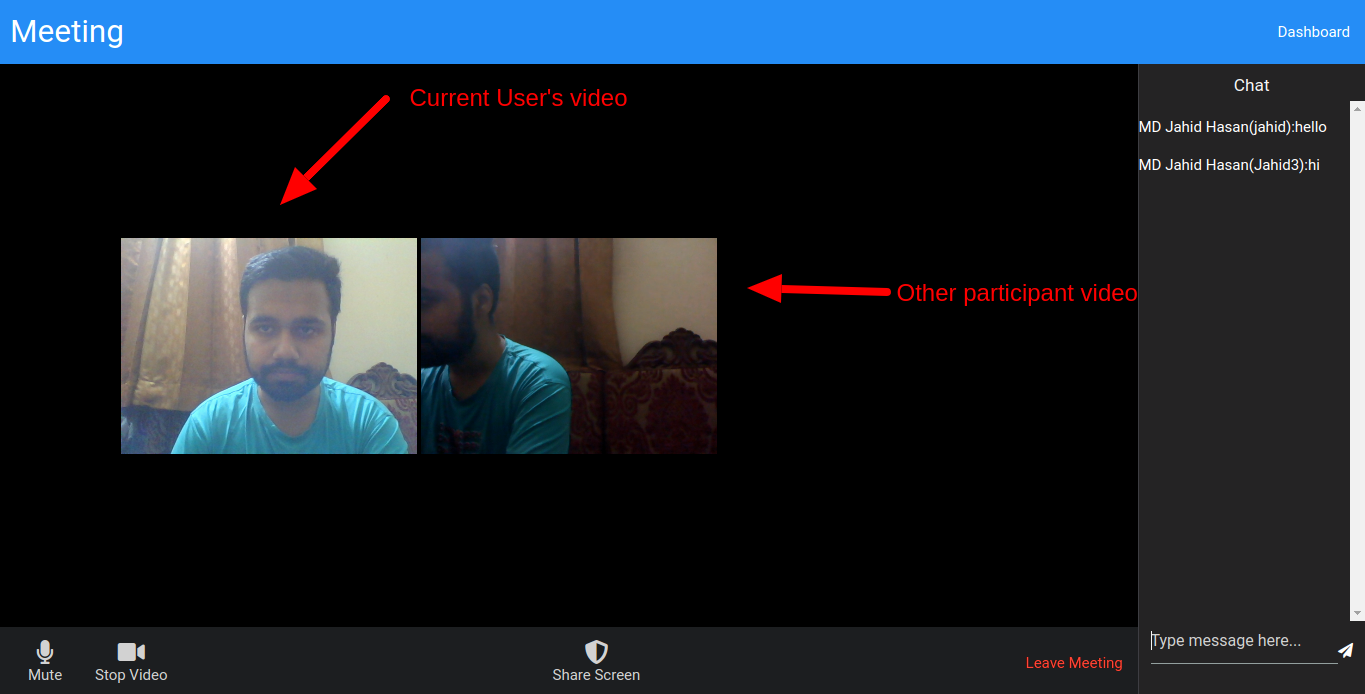 Meeting
Dashboard
Current User's video
Other participant video
Chat
MD Jahid Hasan(jahid):hello
MD Jahid Hasan(Jahid3):hi
Mute
Stop Video
Share Screen
Leave Meeting
Type message here...